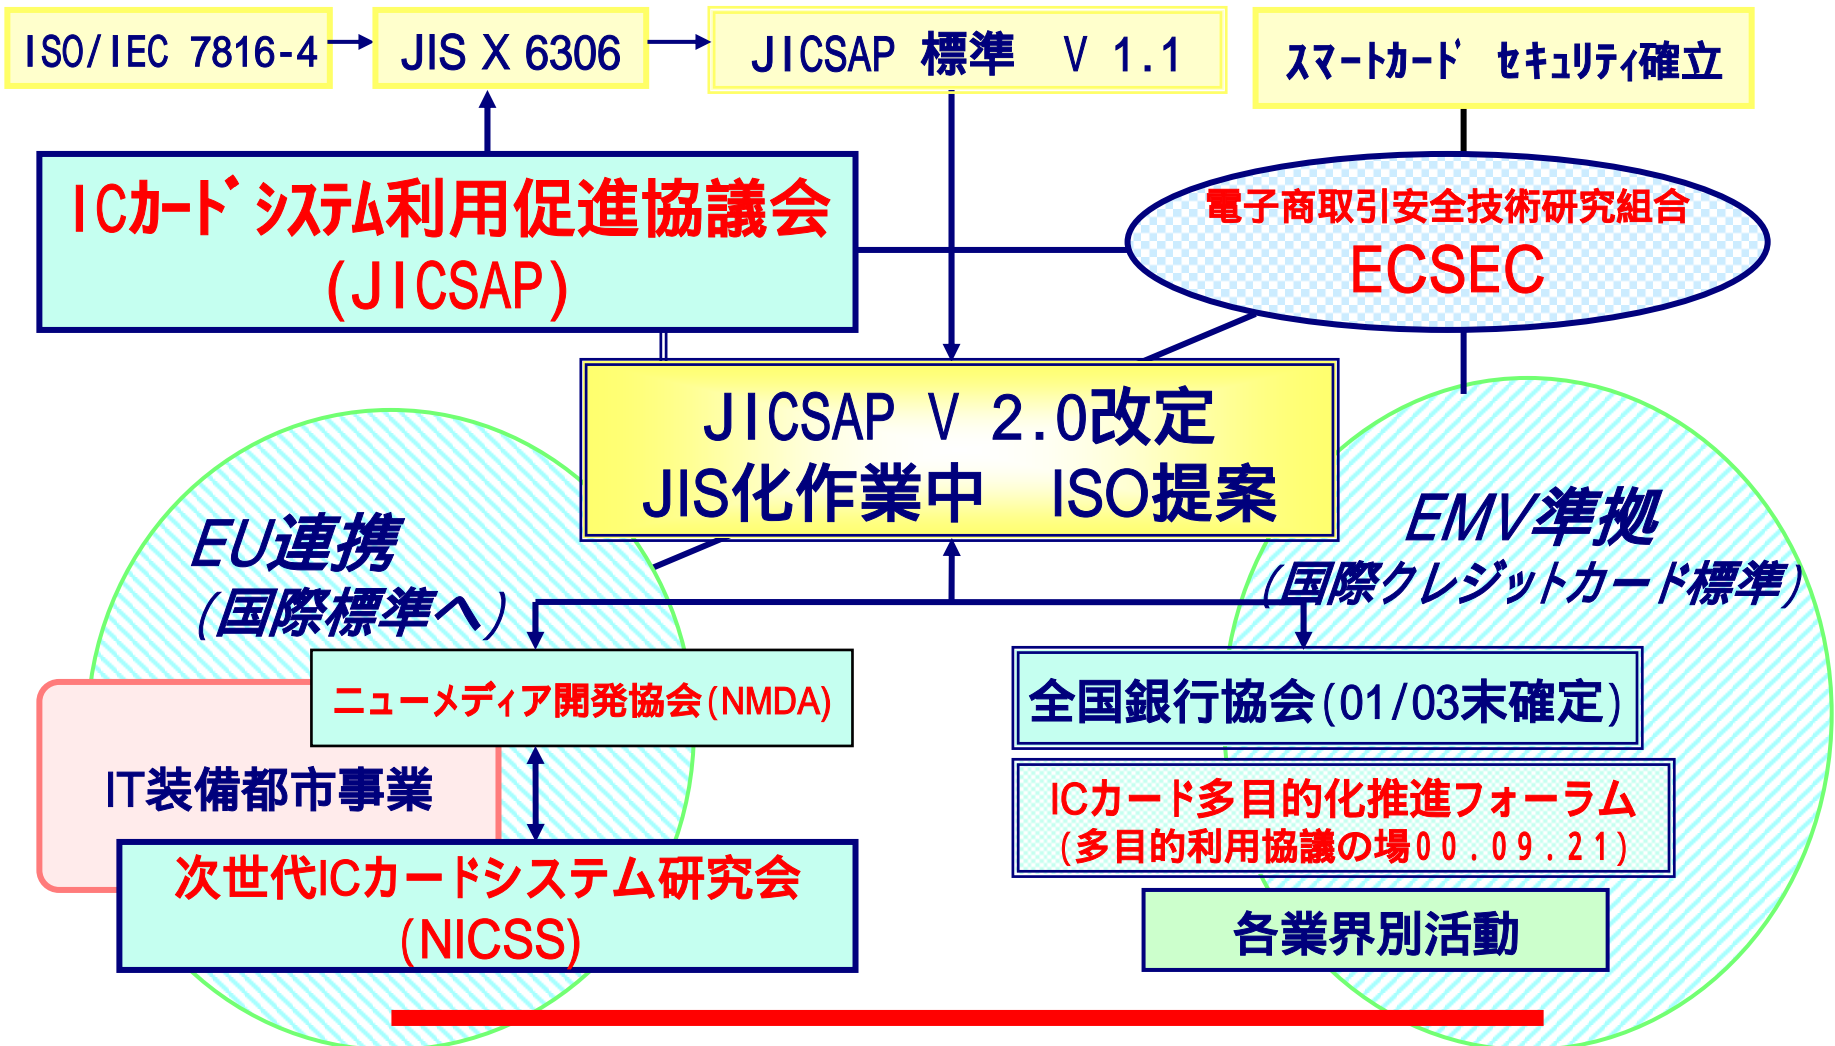 ISO/IEC 7816-4
JIS X 6306
JICSAP 標準　V 1.1
ｽﾏｰﾄｶｰﾄﾞ　ｾｷｭﾘﾃｨ確立
ICｶｰﾄﾞｼｽﾃﾑ利用促進協議会
(JICSAP)
電子商取引安全技術研究組合
ECSEC
JICSAP V 2.0改定
JIS化作業中　ISO提案
EU連携
(国際標準へ)
EMV準拠
(国際クレジットカード標準)
ニューメディア開発協会(NMDA)
全国銀行協会(01/03末確定)
IT装備都市事業
ICカード多目的化推進フォーラム
(多目的利用協議の場00.09.21)
次世代ICカードシステム研究会
(NICSS)
各業界別活動